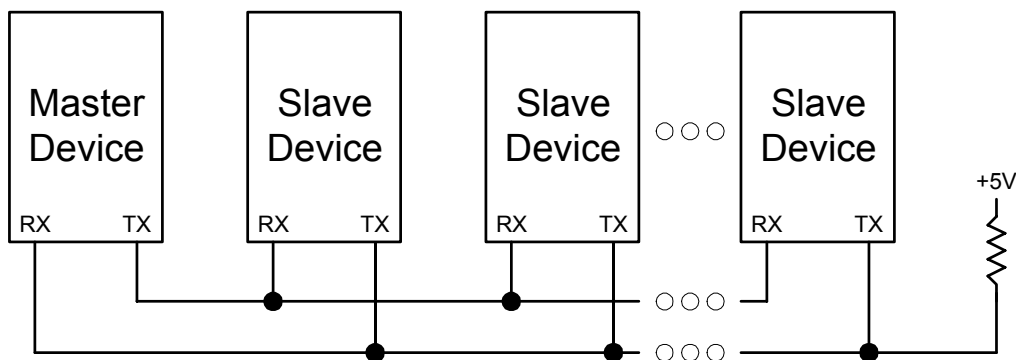 Master
Device
Slave
Device
Slave
Device
Slave
Device
+5V
RX TX
RX TX
RX TX
RX TX